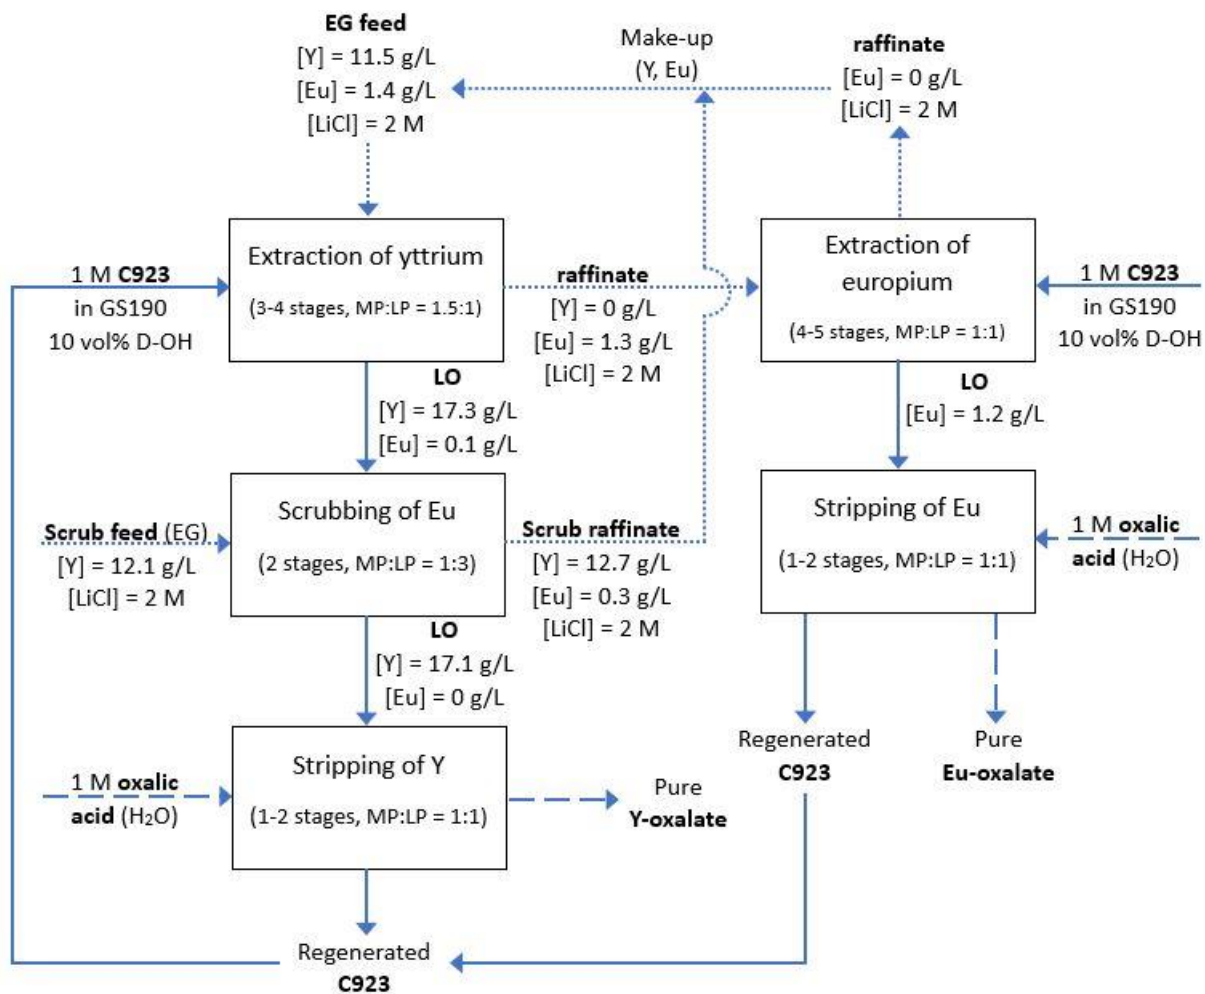 EG feed
[Y] = 11.5 g/L
[Eu] = 1.4 g/L
[LiCl] = 2 M
Make-up
(Y, Eu)
raffinate
[Eu] = 0 g/L
[LiCl] = 2 M
1 M C923
in GS190
10 vol% D-OH
Extraction of yttrium
(3-4 stages, MP:LP = 1.5:1)
raffinate
[Y] = 0 g/L
[Eu] = 1.3 g/L
[LiCl] = 2 M
Extraction of
europium
(4-5 stages, MP:LP = 1:1)
1 M C923
in GS190
10 vol% D-OH
LO
[Y] = 17.3 g/L
[Eu] = 0.1 g/L
LO
[Eu] = 1.2 g/L
Scrub feed (EG)
[Y] = 12.1 g/L
[LiCl] = 2 M
Scrubbing of Eu
(2 stages, MP:LP = 1:3)
Scrub raffinate
[Y] = 12.7 g/L
[Eu] = 0.3 g/L
[LiCl] = 2 M
Stripping of Eu
(1-2 stages, MP:LP = 1:1)
1 M oxalic
acid (H₂O)
LO
[Y] = 17.1 g/L
[Eu] = 0 g/L
1 M oxalic
acid (H₂O)
Stripping of Y
(1-2 stages, MP:LP = 1:1)
Pure
Y-oxalate
Regenerated
C923
Pure
Eu-oxalate
Regenerated
C923